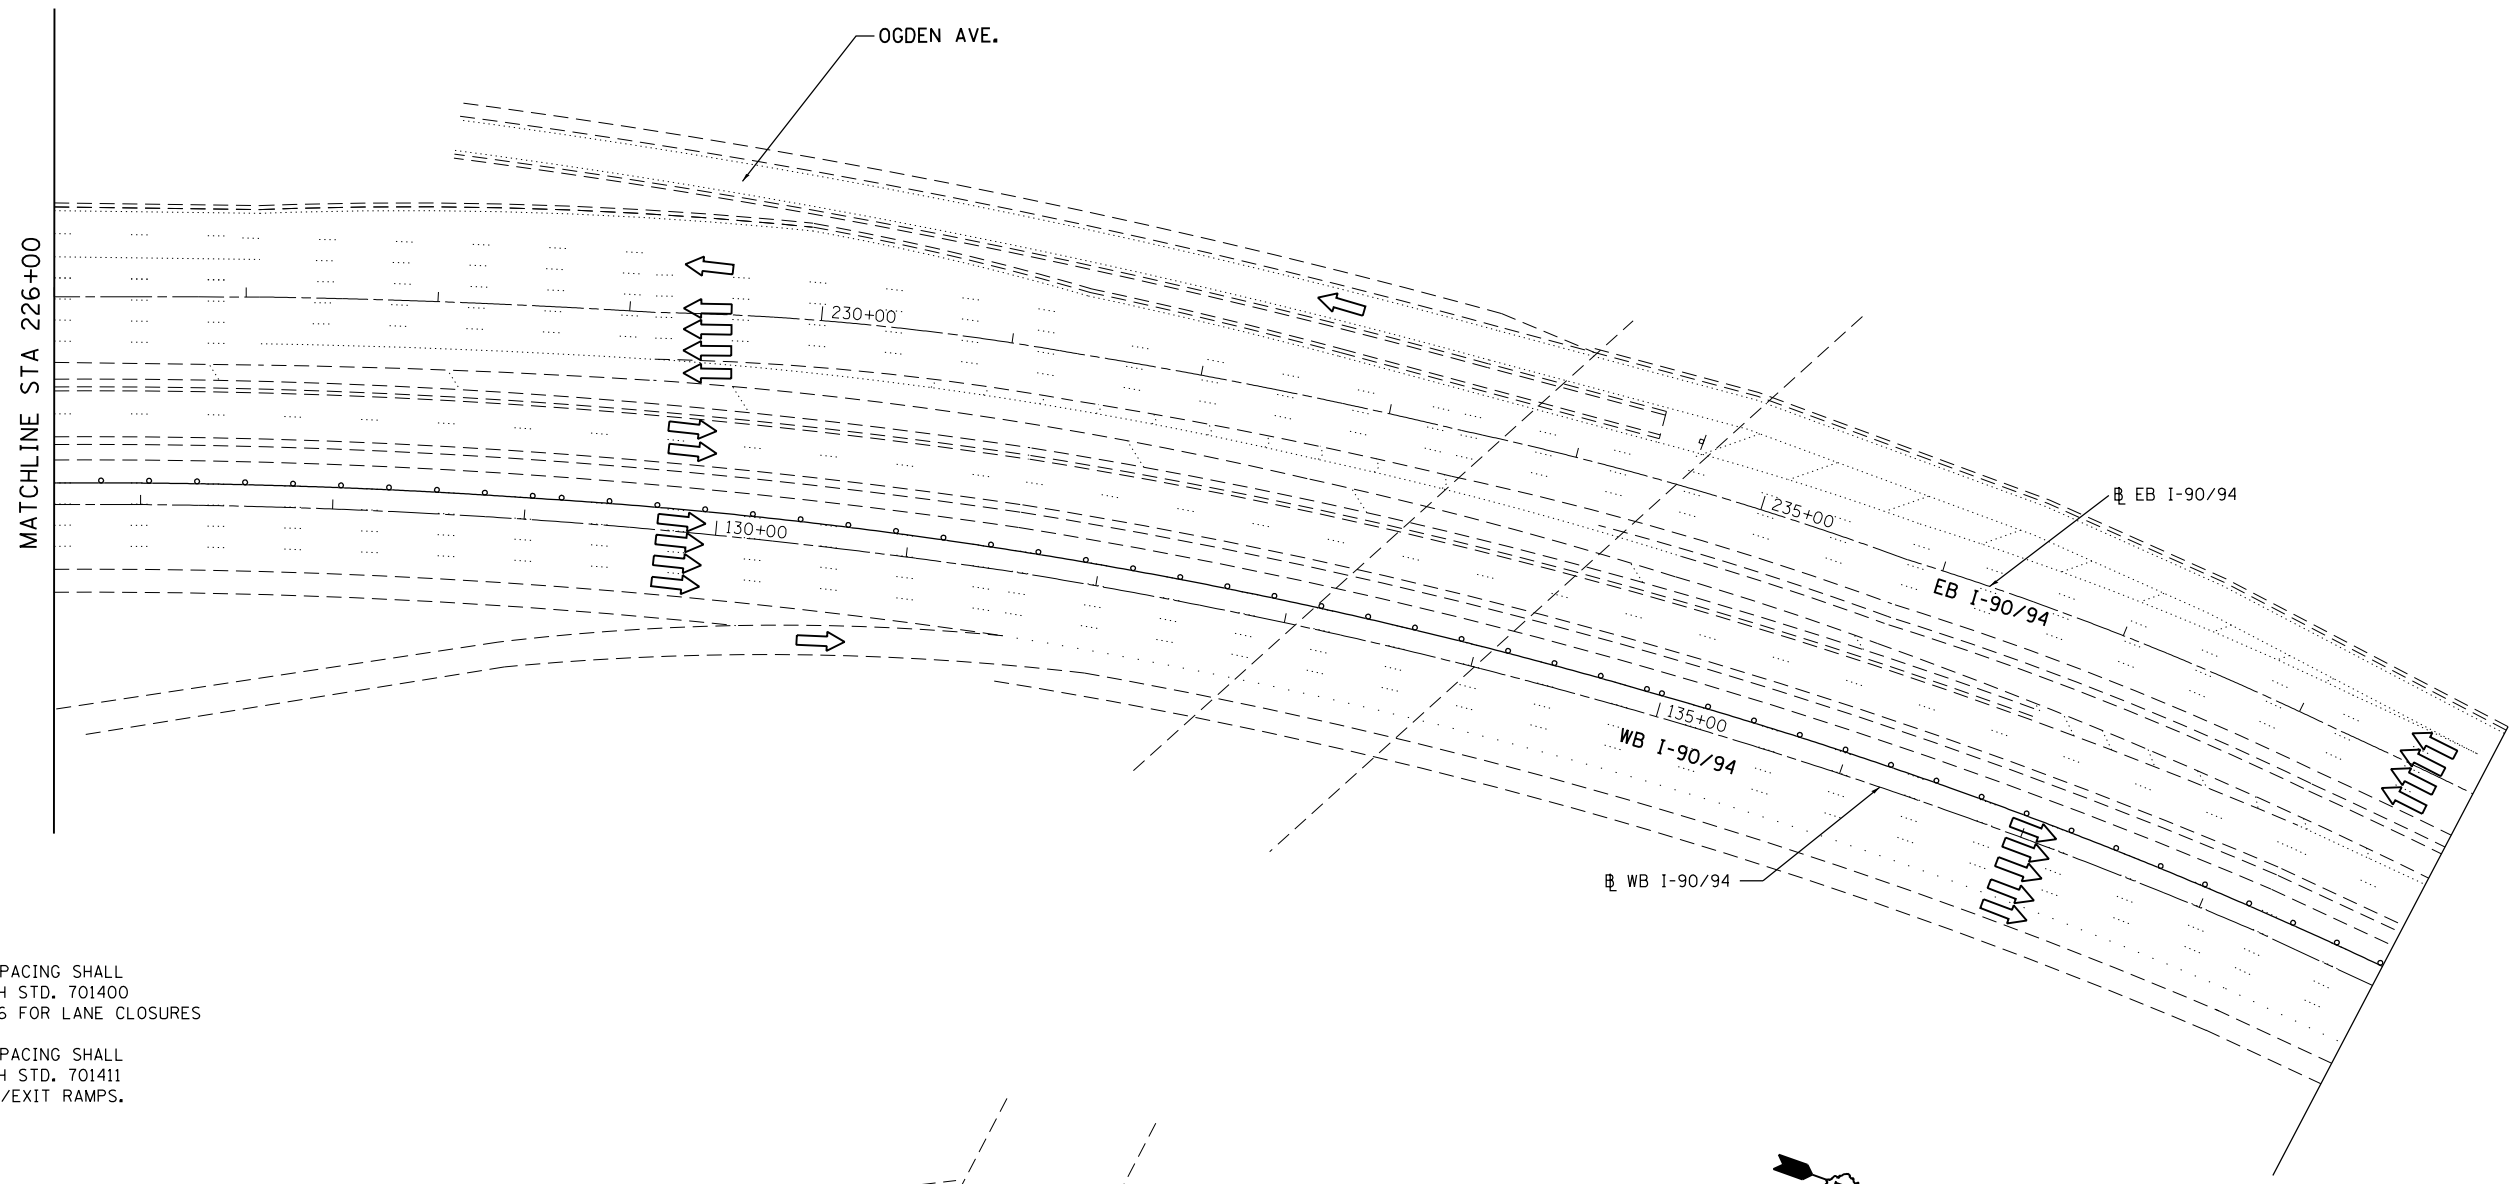 OGDEN AVE.
MATCHLINE STA 226+00
230+00
130+00
235+00
EB I-90/94
EB I-90/94
135+00
WB I-90/94
WB I-90/94
PACING SHALL
H STD. 701400
6 FOR LANE CLOSURES
PACING SHALL
H STD. 701411
/EXIT RAMPS.